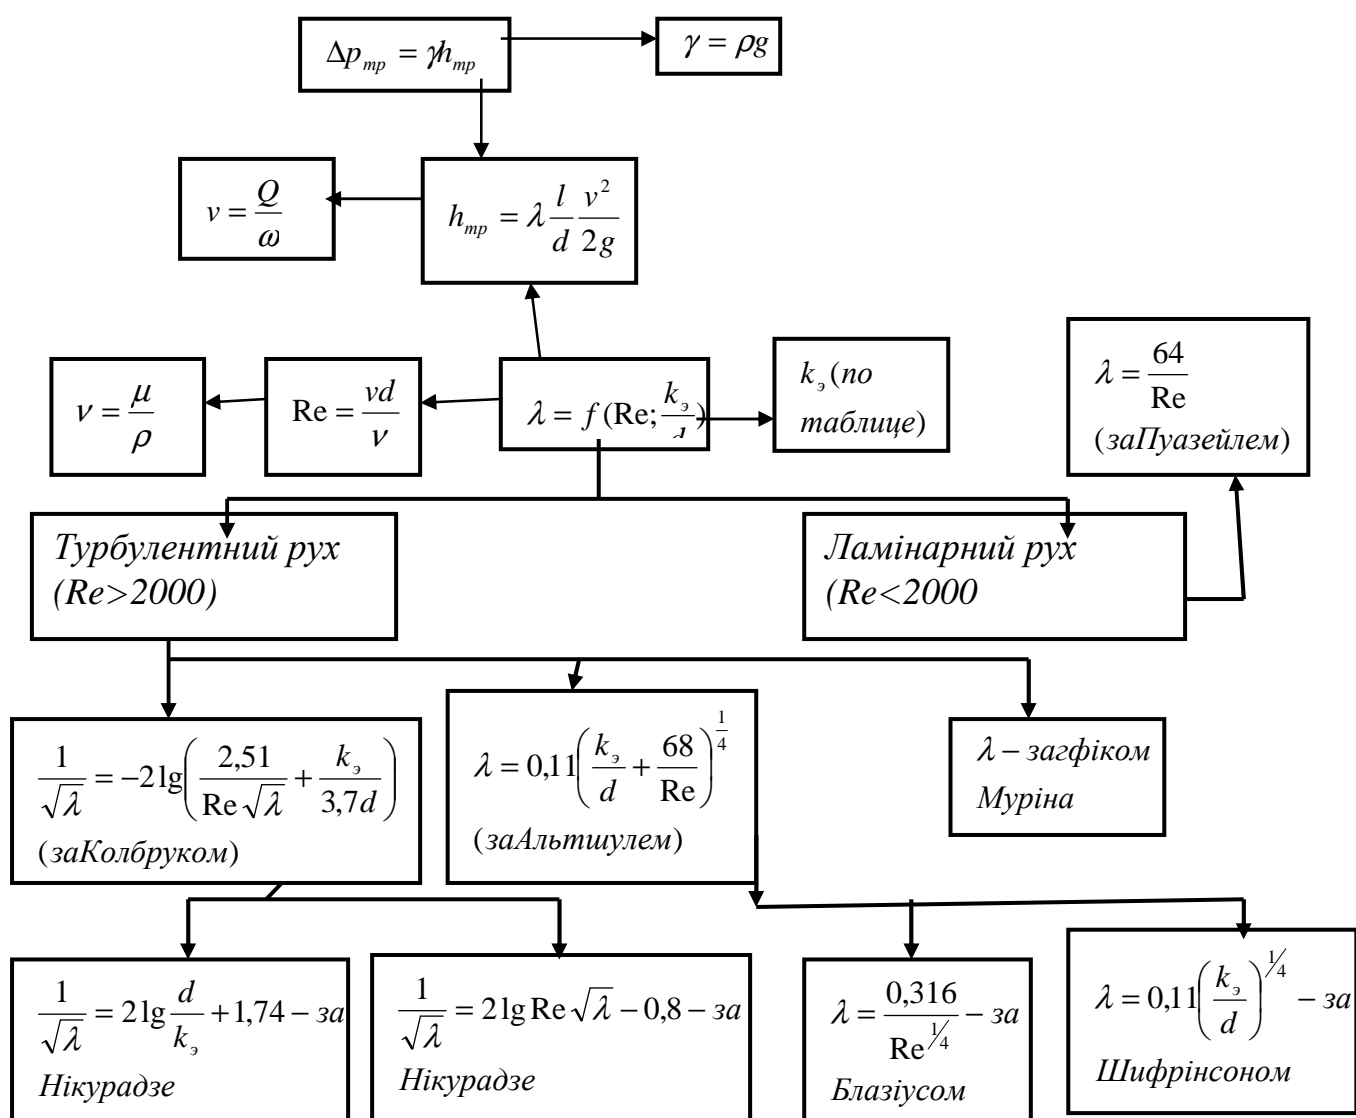 Δp_тр = γh_тр
γ = ρg
v = Q/ω
h_тр = λ l/d v²/2g
ν = μ/ρ
Re = vd/ν
λ = f(Re; k_э/d)
k_э (по
таблице)
λ = 64/Re
(заПуазейлем)
Турбулентний рух
(Re>2000)
Ламінарний рух
(Re<2000
1/√λ = −2lg(2,51/(Re√λ) + k_э/3,7d)
(заКолбруком)
λ = 0,11(k_э/d + 68/Re)^(1/4)
(заАльтшулем)
λ – загфіком
Муріна
1/√λ = 2lg d/k_э + 1,74 – за
Нікурадзе
1/√λ = 2lg Re√λ − 0,8 – за
Нікурадзе
λ = 0,316/Re^(1/4) – за
Блазіусом
λ = 0,11(k_э/d)^(1/4) – за
Шифрінсоном